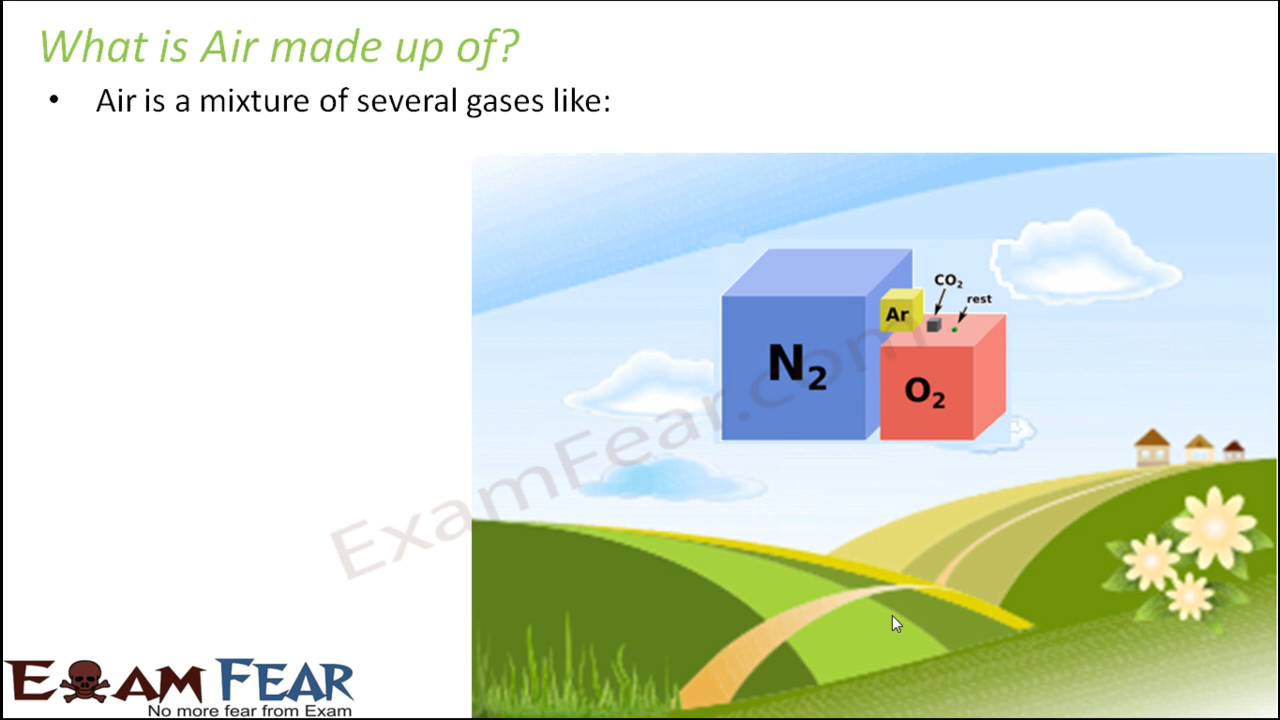 What is Air made up of?
• Air is a mixture of several gases like:
CO₂
rest
Ar
N₂
O₂
ExamFear.com
EXAM FEAR
No more fear from Exam